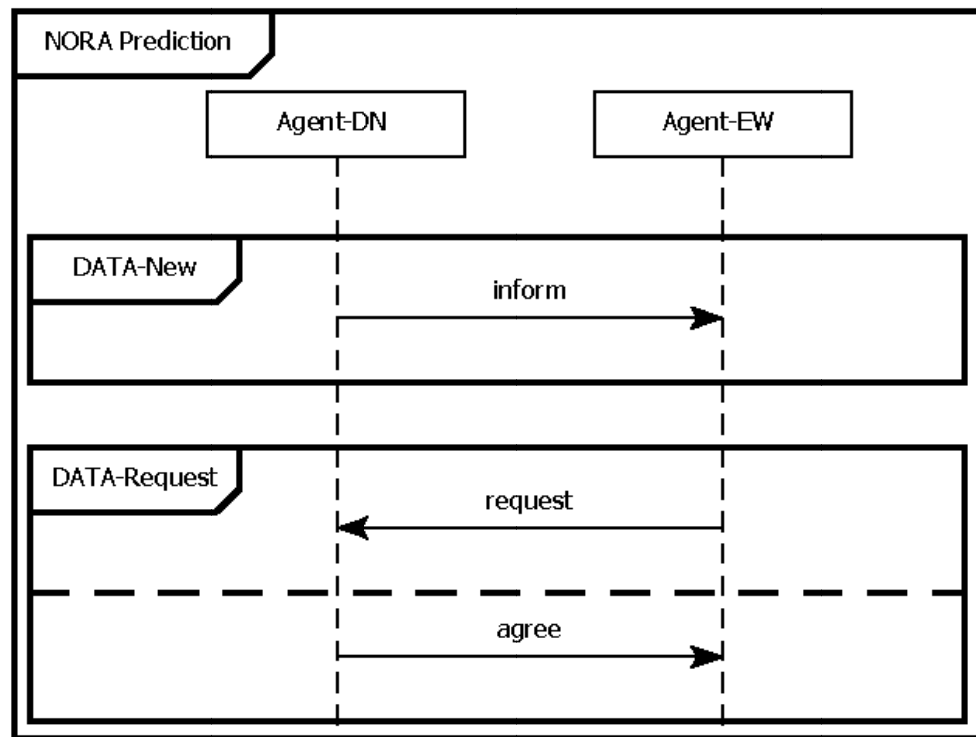 NORA Prediction
Agent-DN
Agent-EW
DATA-New
inform
DATA-Request
request
agree